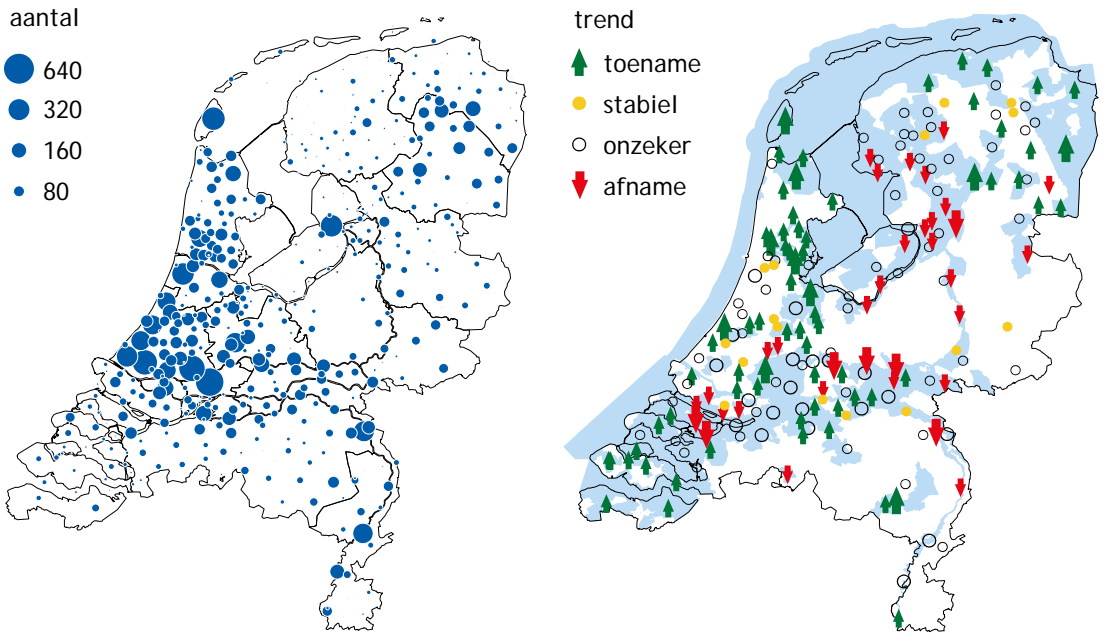 aantal
640
320
160
80
trend
toename
stabiel
onzeker
afname